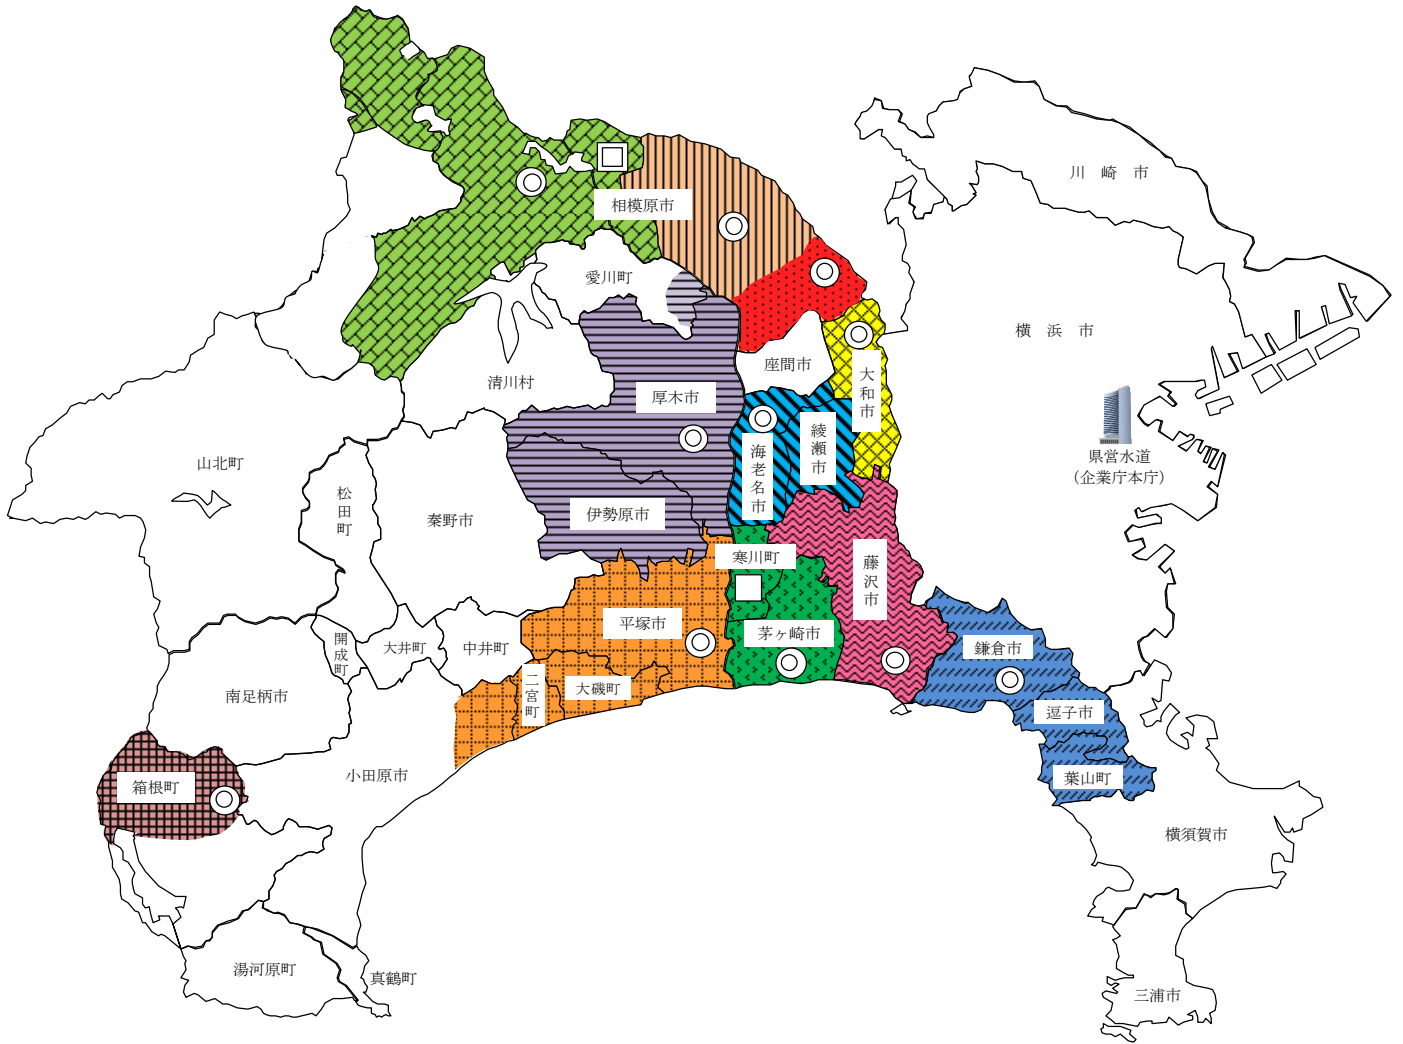 川　崎　市
相模原市
愛川町
横　浜　市
座間市
清川村
大和市
厚木市
綾瀬市
海老名市
県営水道
（企業庁本庁）
山北町
松田町
秦野市
伊勢原市
寒川町
藤沢市
平塚市
茅ヶ崎市
開成町
大井町
中井町
鎌倉市
南足柄市
二宮町
大磯町
逗子市
小田原市
葉山町
箱根町
横須賀市
湯河原町
真鶴町
三浦市